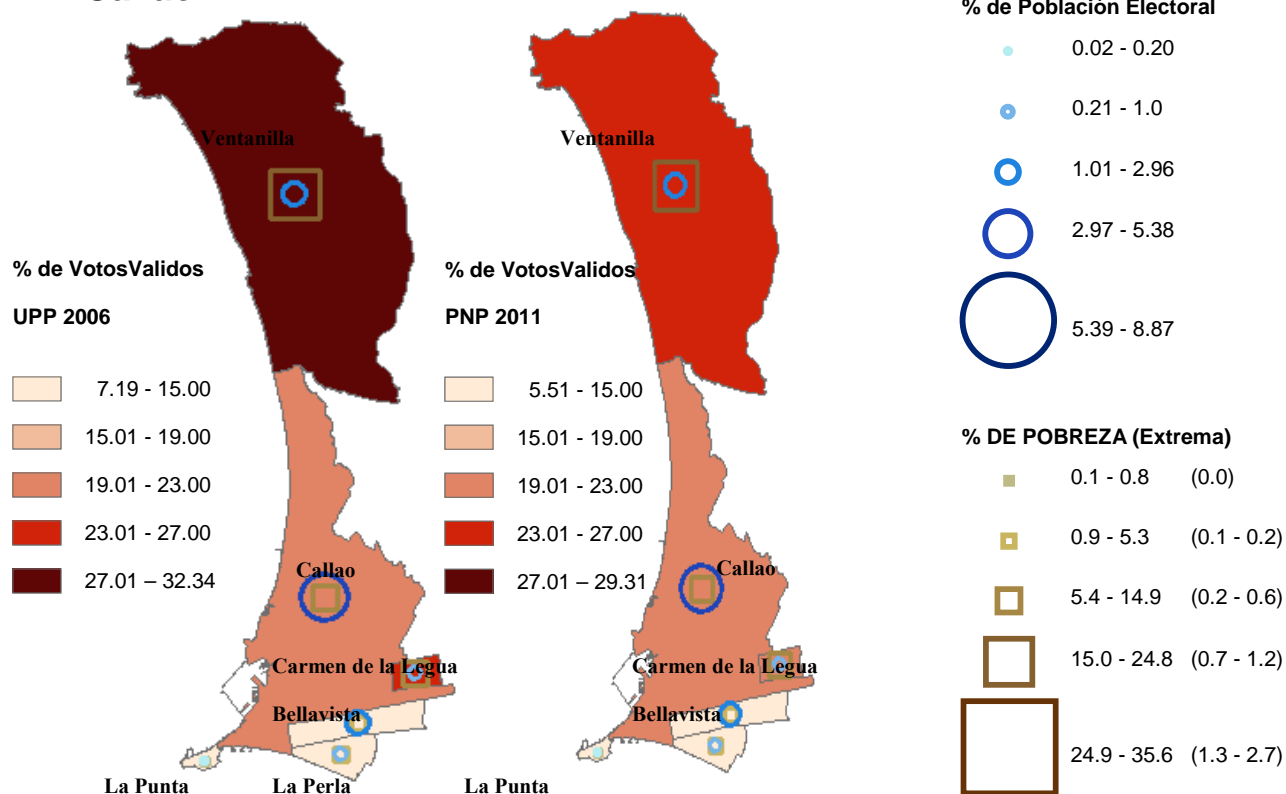 % de Población Electoral
0.02 - 0.20
0.21 - 1.0
1.01 - 2.96
2.97 - 5.38
5.39 - 8.87
% DE POBREZA (Extrema)
0.1 - 0.8 (0.0)
0.9 - 5.3 (0.1 - 0.2)
5.4 - 14.9 (0.2 - 0.6)
15.0 - 24.8 (0.7 - 1.2)
24.9 - 35.6 (1.3 - 2.7)
% de VotosValidos
UPP 2006
7.19 - 15.00
15.01 - 19.00
19.01 - 23.00
23.01 - 27.00
27.01 – 32.34
Ventanilla
Callao
Carmen de la Legua
Bellavista
La Punta
La Perla
% de VotosValidos
PNP 2011
5.51 - 15.00
15.01 - 19.00
19.01 - 23.00
23.01 - 27.00
27.01 – 29.31
Ventanilla
Callao
Carmen de la Legua
Bellavista
La Punta